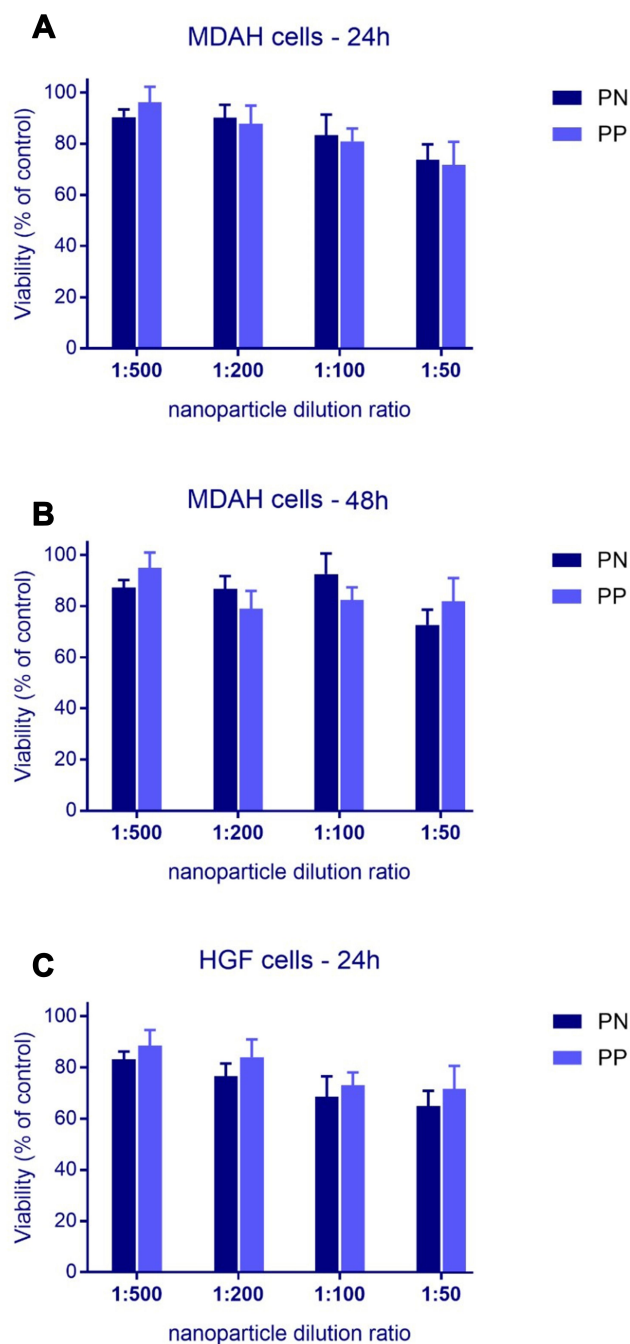 A
MDAH cells - 24h
PN
PP
Viability (% of control)
100
80
60
40
20
0
1:500 1:200 1:100 1:50
nanoparticle dilution ratio
B
MDAH cells - 48h
PN
PP
Viability (% of control)
100
80
60
40
20
0
1:500 1:200 1:100 1:50
nanoparticle dilution ratio
C
HGF cells - 24h
PN
PP
Viability (% of control)
100
80
60
40
20
0
1:500 1:200 1:100 1:50
nanoparticle dilution ratio